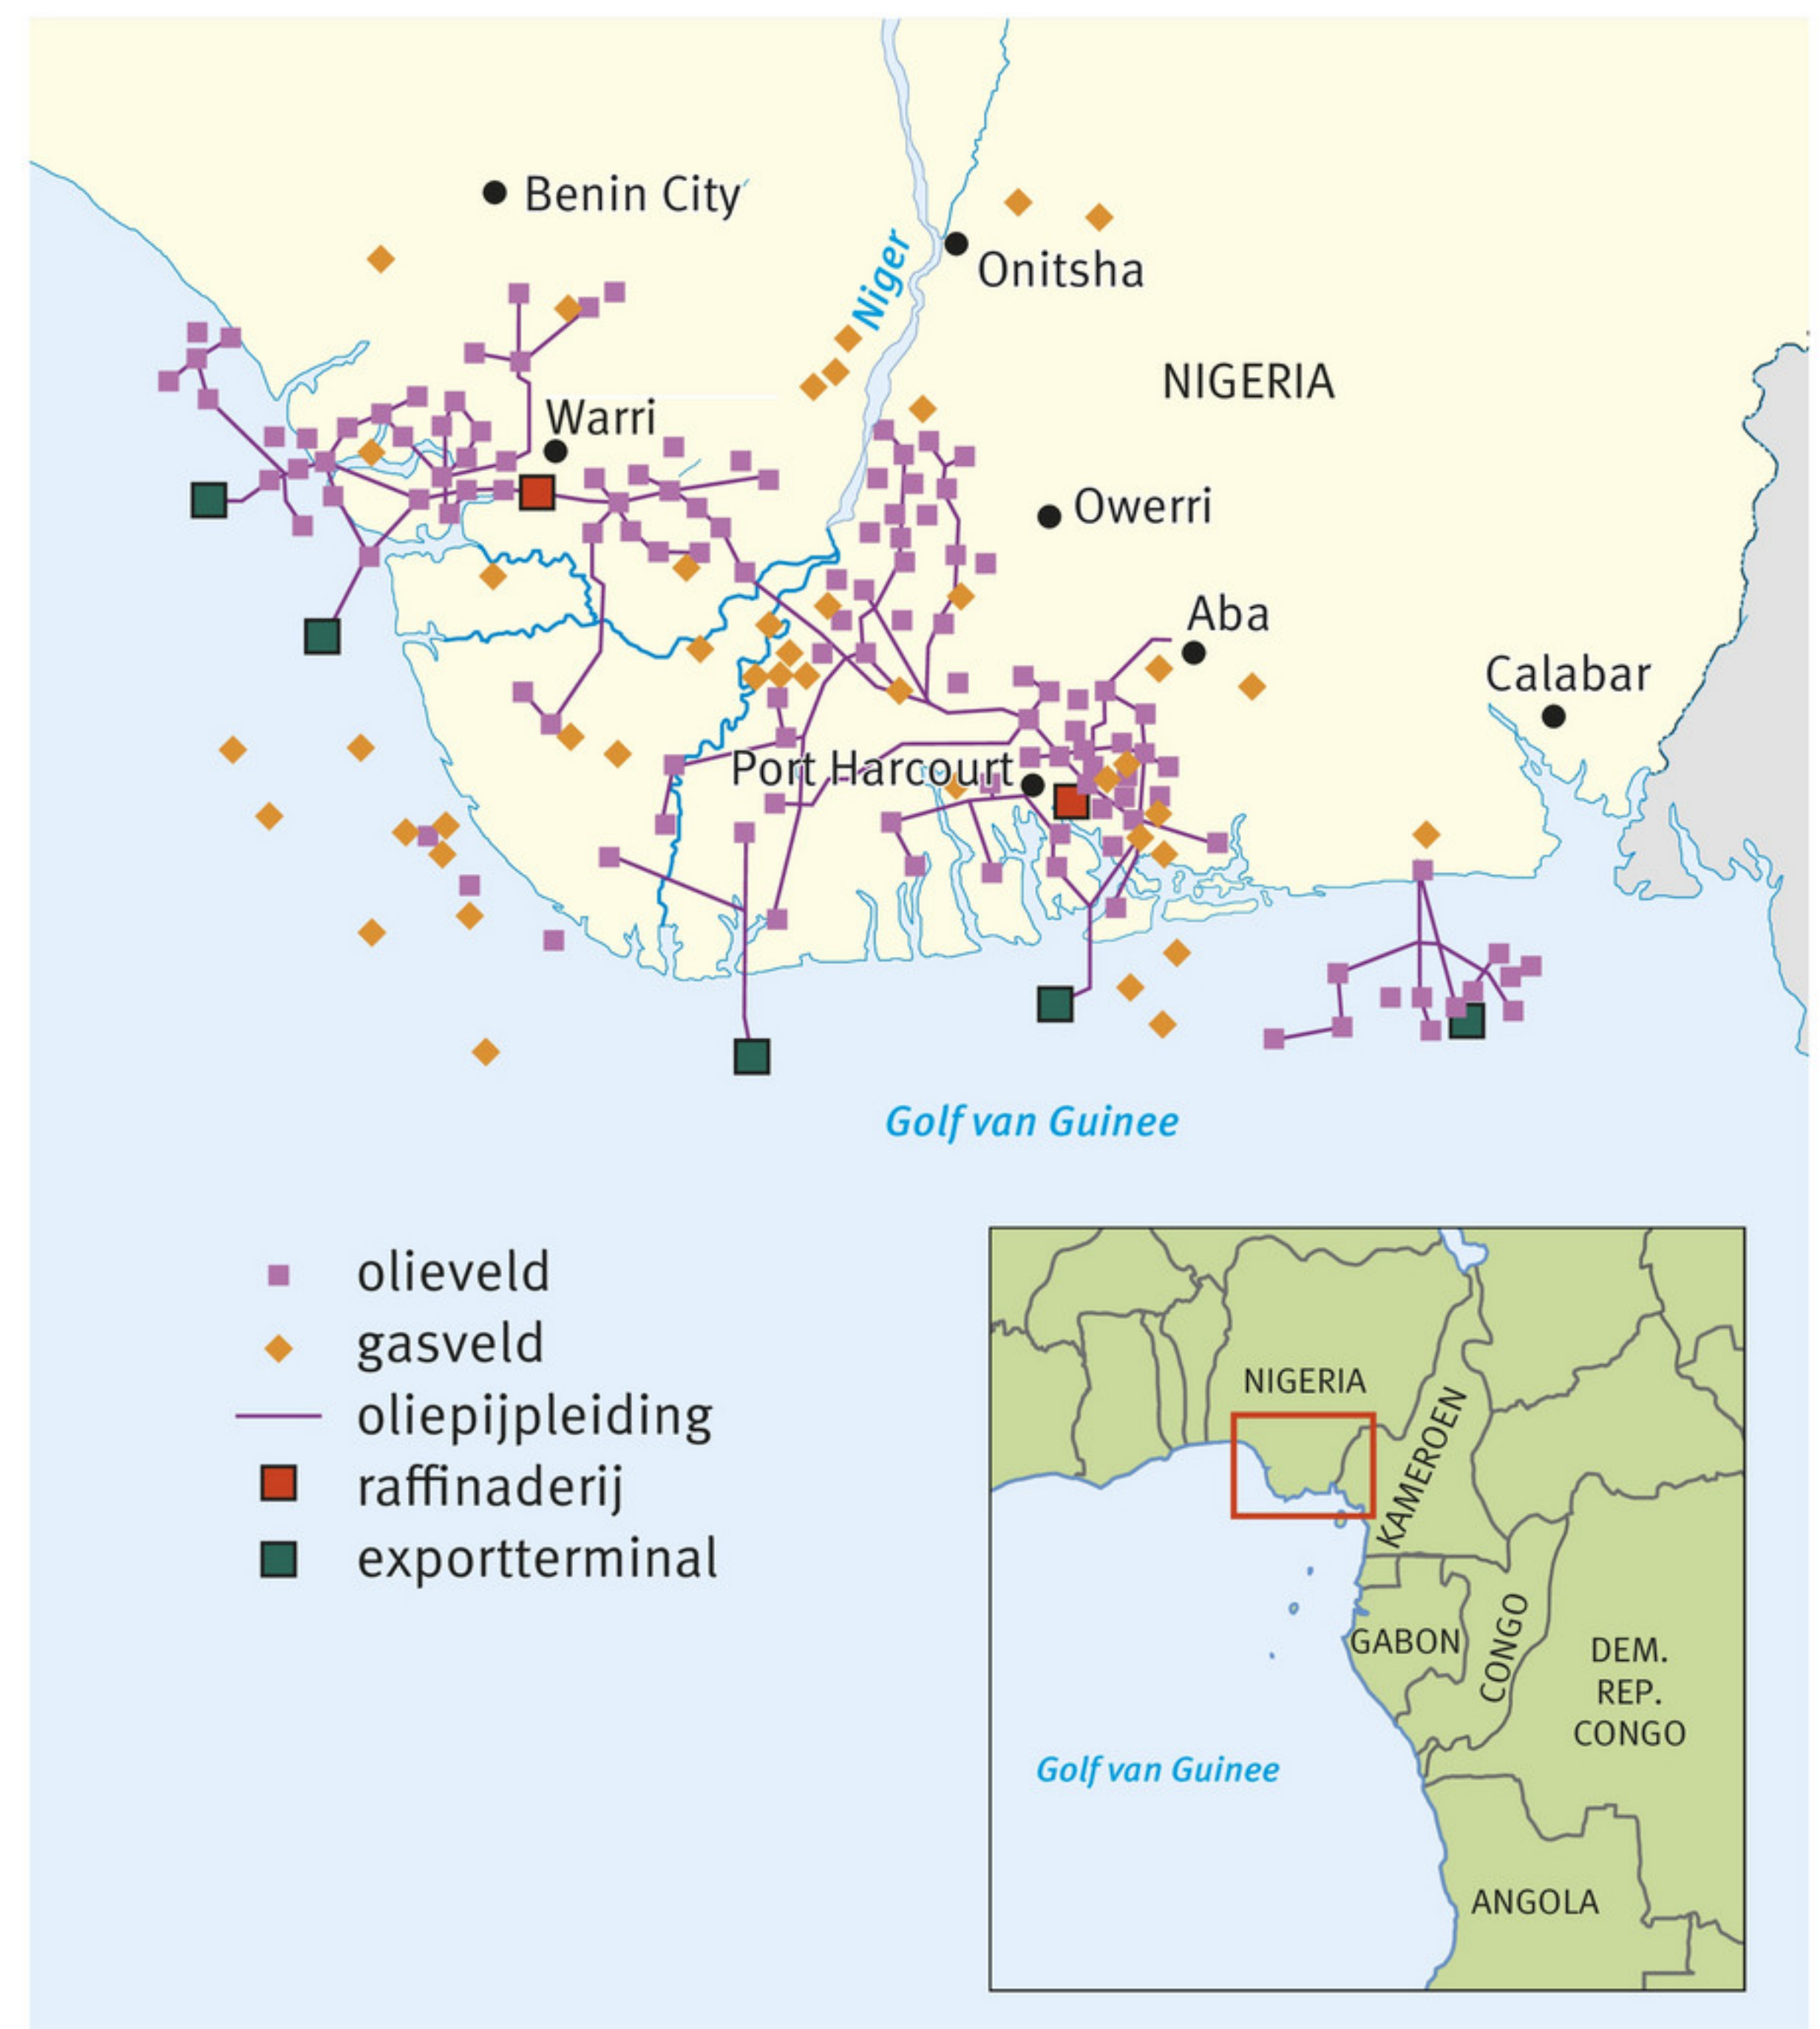 Benin City
Onitsha
Niger
NIGERIA
Warri
Owerri
Aba
Calabar
Port Harcourt
Golf van Guinee
olieveld
gasveld
oliepijpleiding
raffinaderij
exportterminal
NIGERIA
KAMEROEN
GABON
CONGO
DEM.
REP.
CONGO
Golf van Guinee
ANGOLA